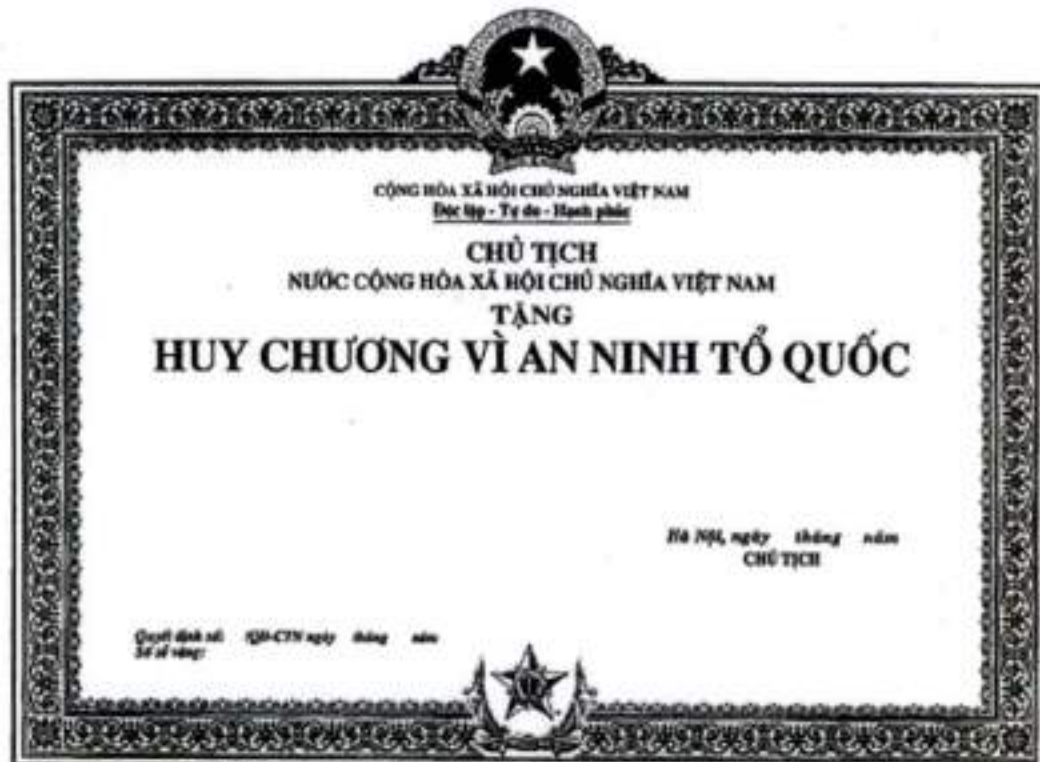 CỘNG HÒA XÃ HỘI CHỦ NGHĨA VIỆT NAM
Độc lập - Tự do - Hạnh phúc
CHỦ TỊCH
NƯỚC CỘNG HÒA XÃ HỘI CHỦ NGHĨA VIỆT NAM
TẶNG
HUY CHƯƠNG VÌ AN NINH TỔ QUỐC
Hà Nội, ngày tháng năm
CHỦ TỊCH
Quyết định số: /QĐ-CTN ngày tháng năm
Số sổ vàng: